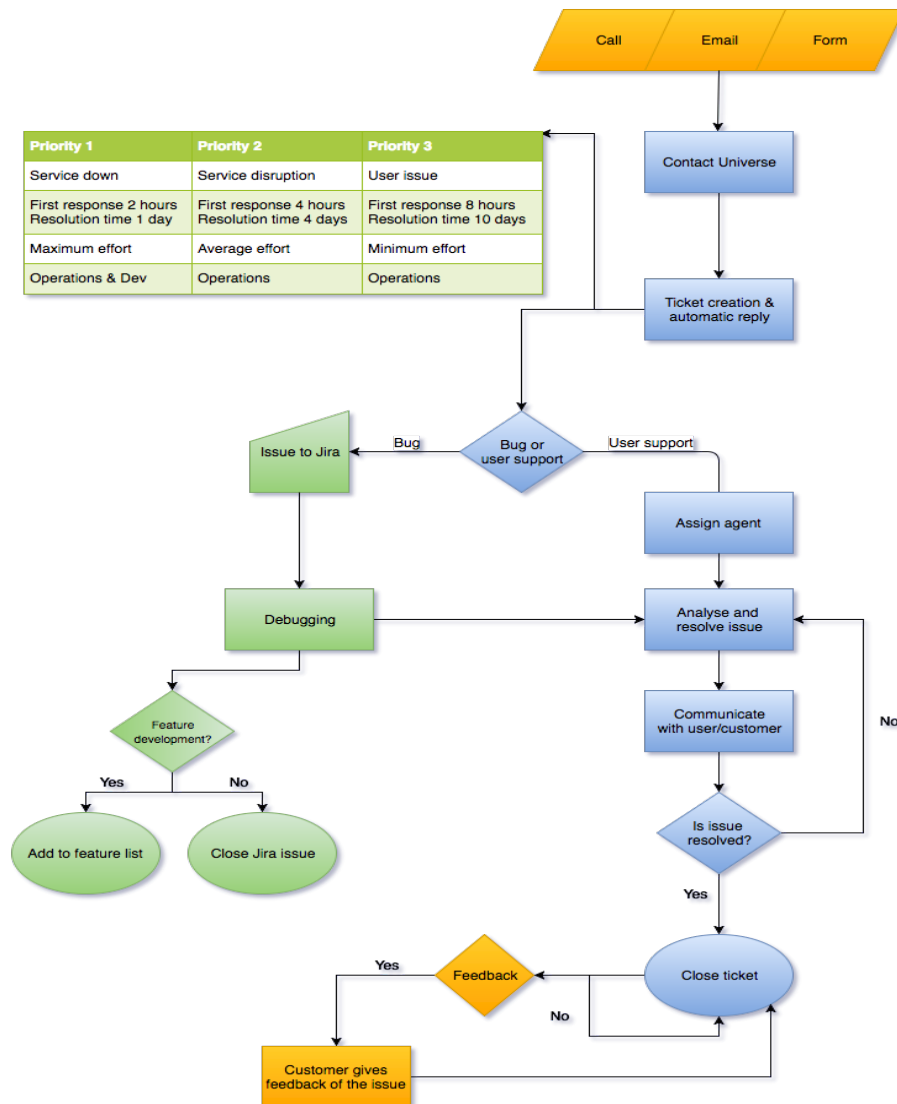 Call Email Form
Contact Universe
Priority 1 Priority 2 Priority 3
Service down Service disruption User issue
First response 2 hours First response 4 hours First response 8 hours
Resolution time 1 day Resolution time 4 days Resolution time 10 days
Maximum effort Average effort Minimum effort
Operations & Dev Operations Operations
Ticket creation &
automatic reply
Bug or
user support
Bug
User support
Issue to Jira
Assign agent
Debugging
Analyse and
resolve issue
Communicate
with user/customer
No
Feature
development?
Yes
No
Add to feature list
Close Jira issue
Is issue
resolved?
Yes
Close ticket
Feedback
Yes
No
Customer gives
feedback of the issue